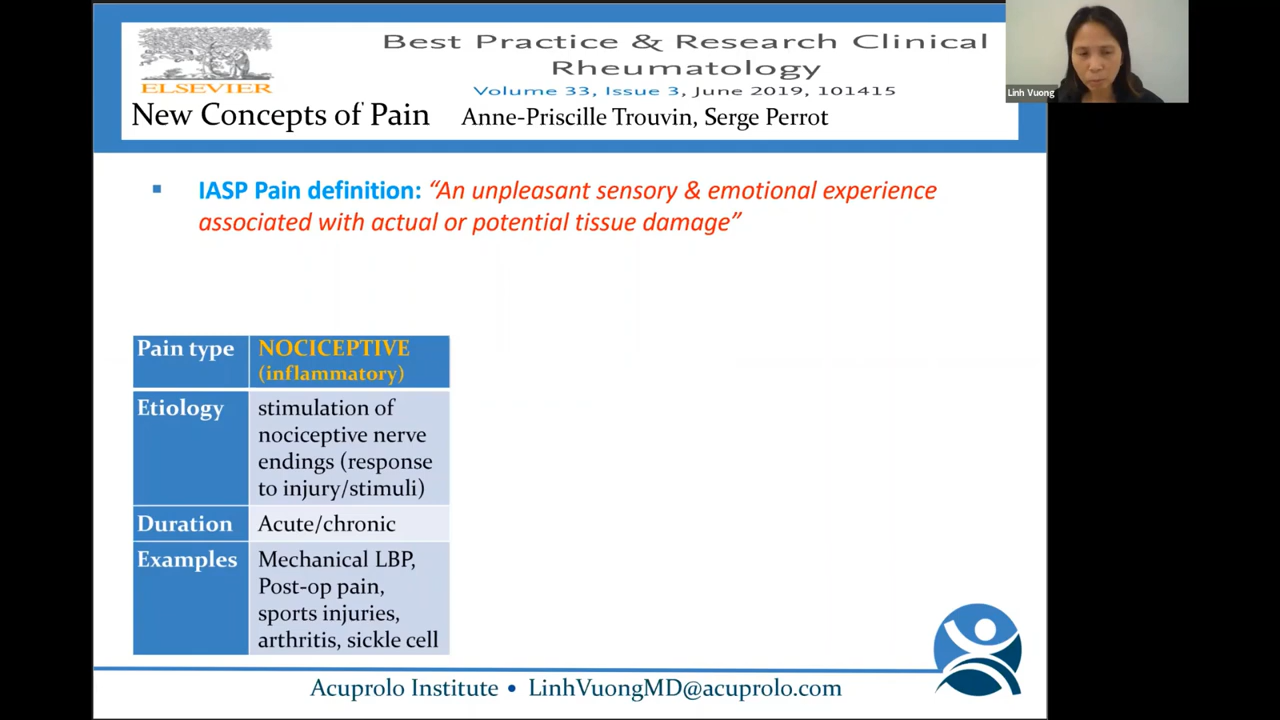 Best Practice & Research Clinical
Rheumatology
ELSEVIER
Volume 33, Issue 3, June 2019, 101415
New Concepts of Pain
Anne-Priscille Trouvin, Serge Perrot
Linh Vuong
▪ IASP Pain definition: “An unpleasant sensory & emotional experience
associated with actual or potential tissue damage”
Pain type
NOCICEPTIVE
(inflammatory)
Etiology
stimulation of
nociceptive nerve
endings (response
to injury/stimuli)
Duration
Acute/chronic
Examples
Mechanical LBP,
Post-op pain,
sports injuries,
arthritis, sickle cell
Acuprolo Institute • LinhVuongMD@acuprolo.com